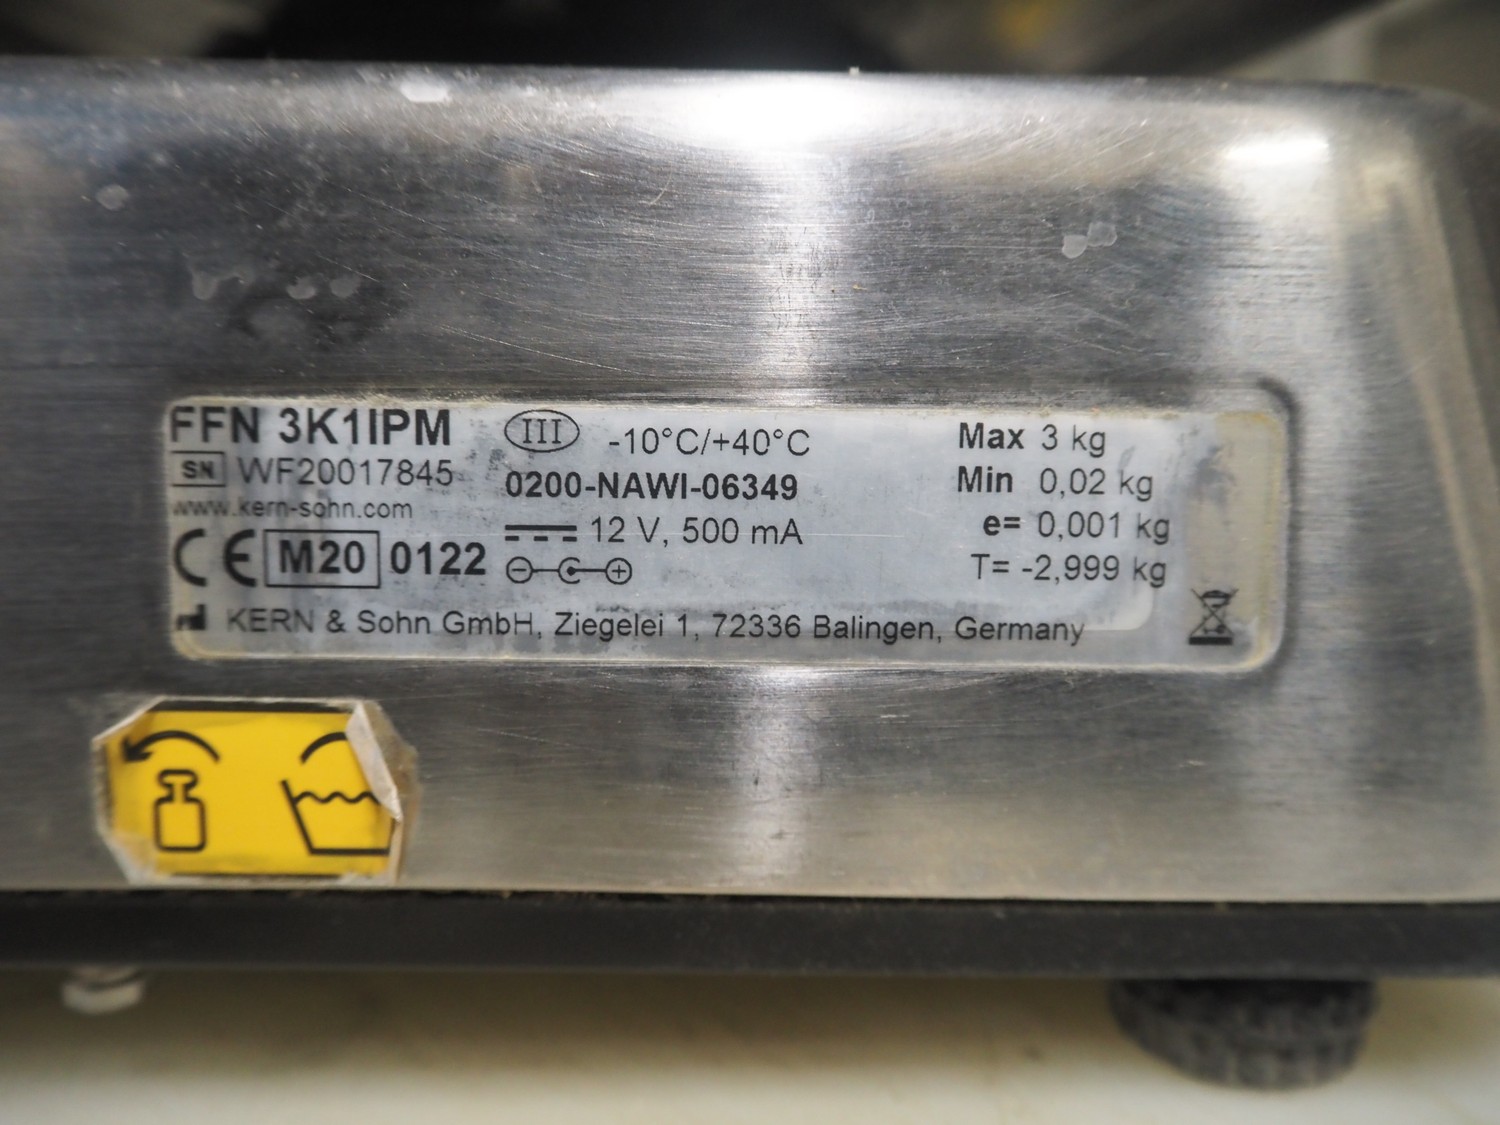 FFN 3K1IPM
SN WF20017845
www.kern-sohn.com
CE M20 0122
III -10°C/+40°C
0200-NAWI-06349
12 V, 500 mA
Max 3 kg
Min 0,02 kg
e= 0,001 kg
T= -2,999 kg
KERN & Sohn GmbH, Ziegelei 1, 72336 Balingen, Germany